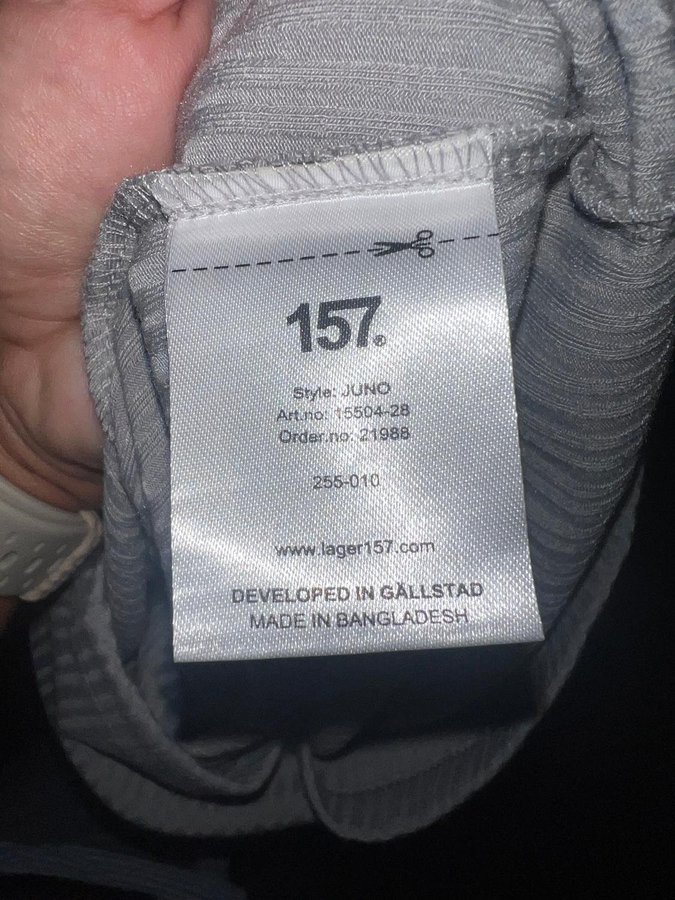 157®
Style: JUNO
Art.no: 15504-28
Order.no: 21988
255-010
www.lager157.com
DEVELOPED IN GÄLLSTAD
MADE IN BANGLADESH